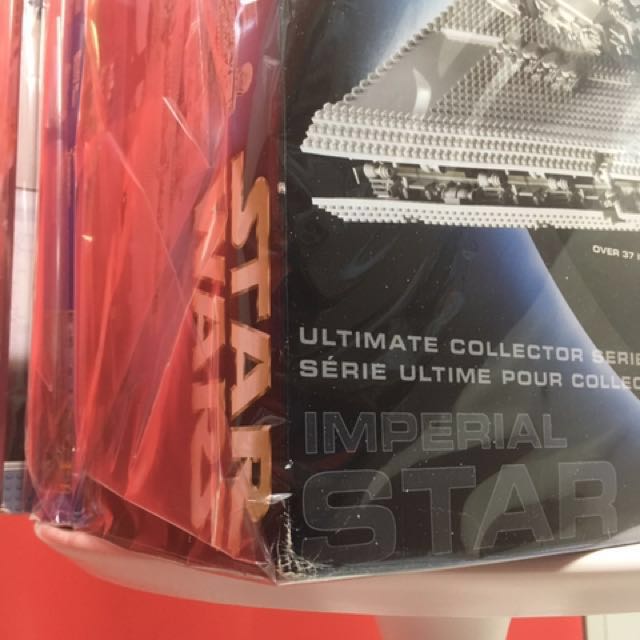 STAR
WARS
OVER 37
ULTIMATE COLLECTOR SERIE
SÉRIE ULTIME POUR COLLEC
IMPERIAL
STAR